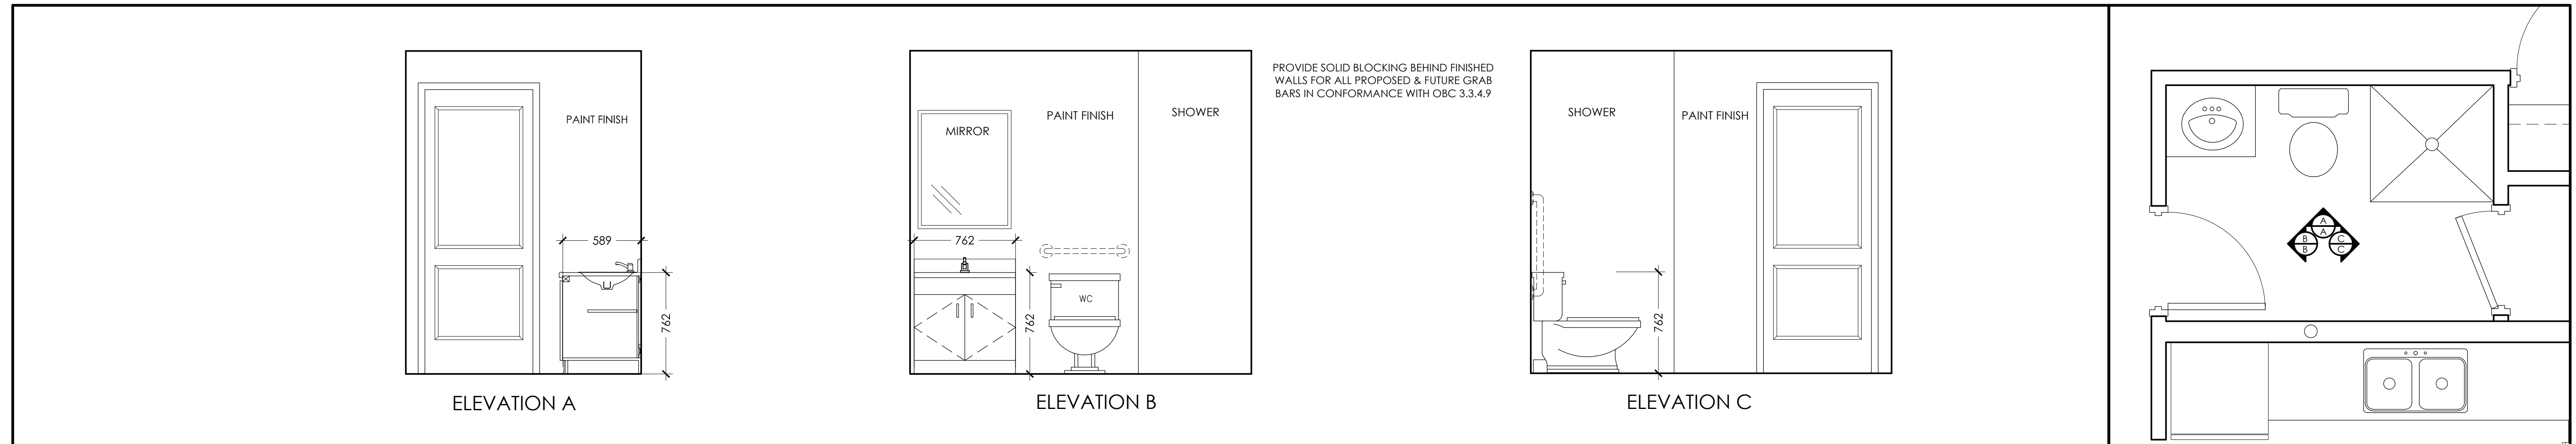 PAINT FINISH
589
762
ELEVATION A
MIRROR
PAINT FINISH
SHOWER
762
WC
762
ELEVATION B
PROVIDE SOLID BLOCKING BEHIND FINISHED
WALLS FOR ALL PROPOSED & FUTURE GRAB
BARS IN CONFORMANCE WITH OBC 3.3.4.9
SHOWER
PAINT FINISH
762
ELEVATION C
A
A
B
B
C
C